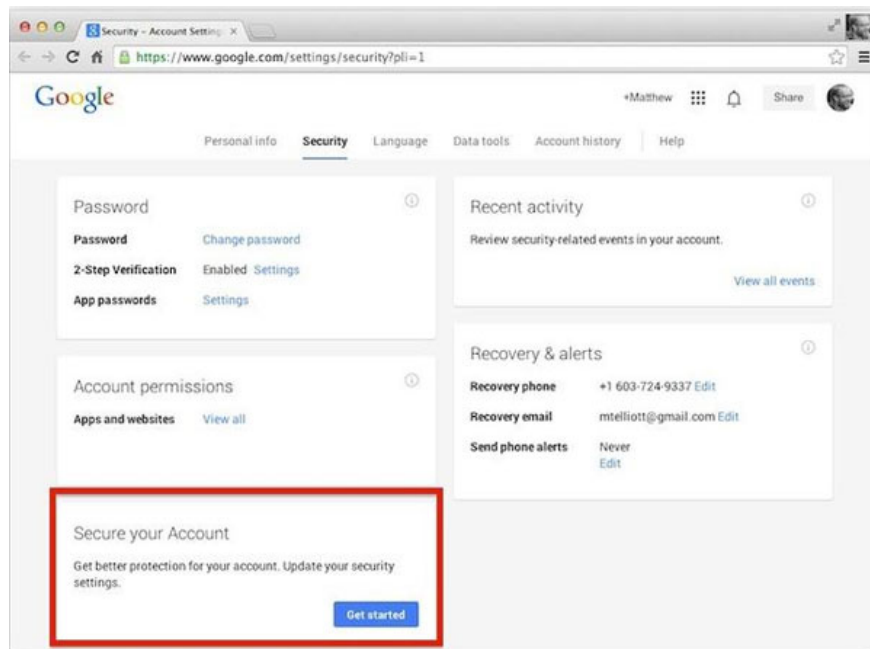 Security - Account Setting
https://www.google.com/settings/security?pli=1
Google
+Matthew
Share
Personal info
Security
Language
Data tools
Account history
Help
Password
Password
Change password
2-Step Verification
Enabled Settings
App passwords
Settings
Recent activity
Review security-related events in your account.
View all events
Account permissions
Apps and websites
View all
Recovery & alerts
Recovery phone
+1 603-724-9337 Edit
Recovery email
mtelliott@gmail.com Edit
Send phone alerts
Never
Edit
Secure your Account
Get better protection for your account. Update your security
settings.
Get started